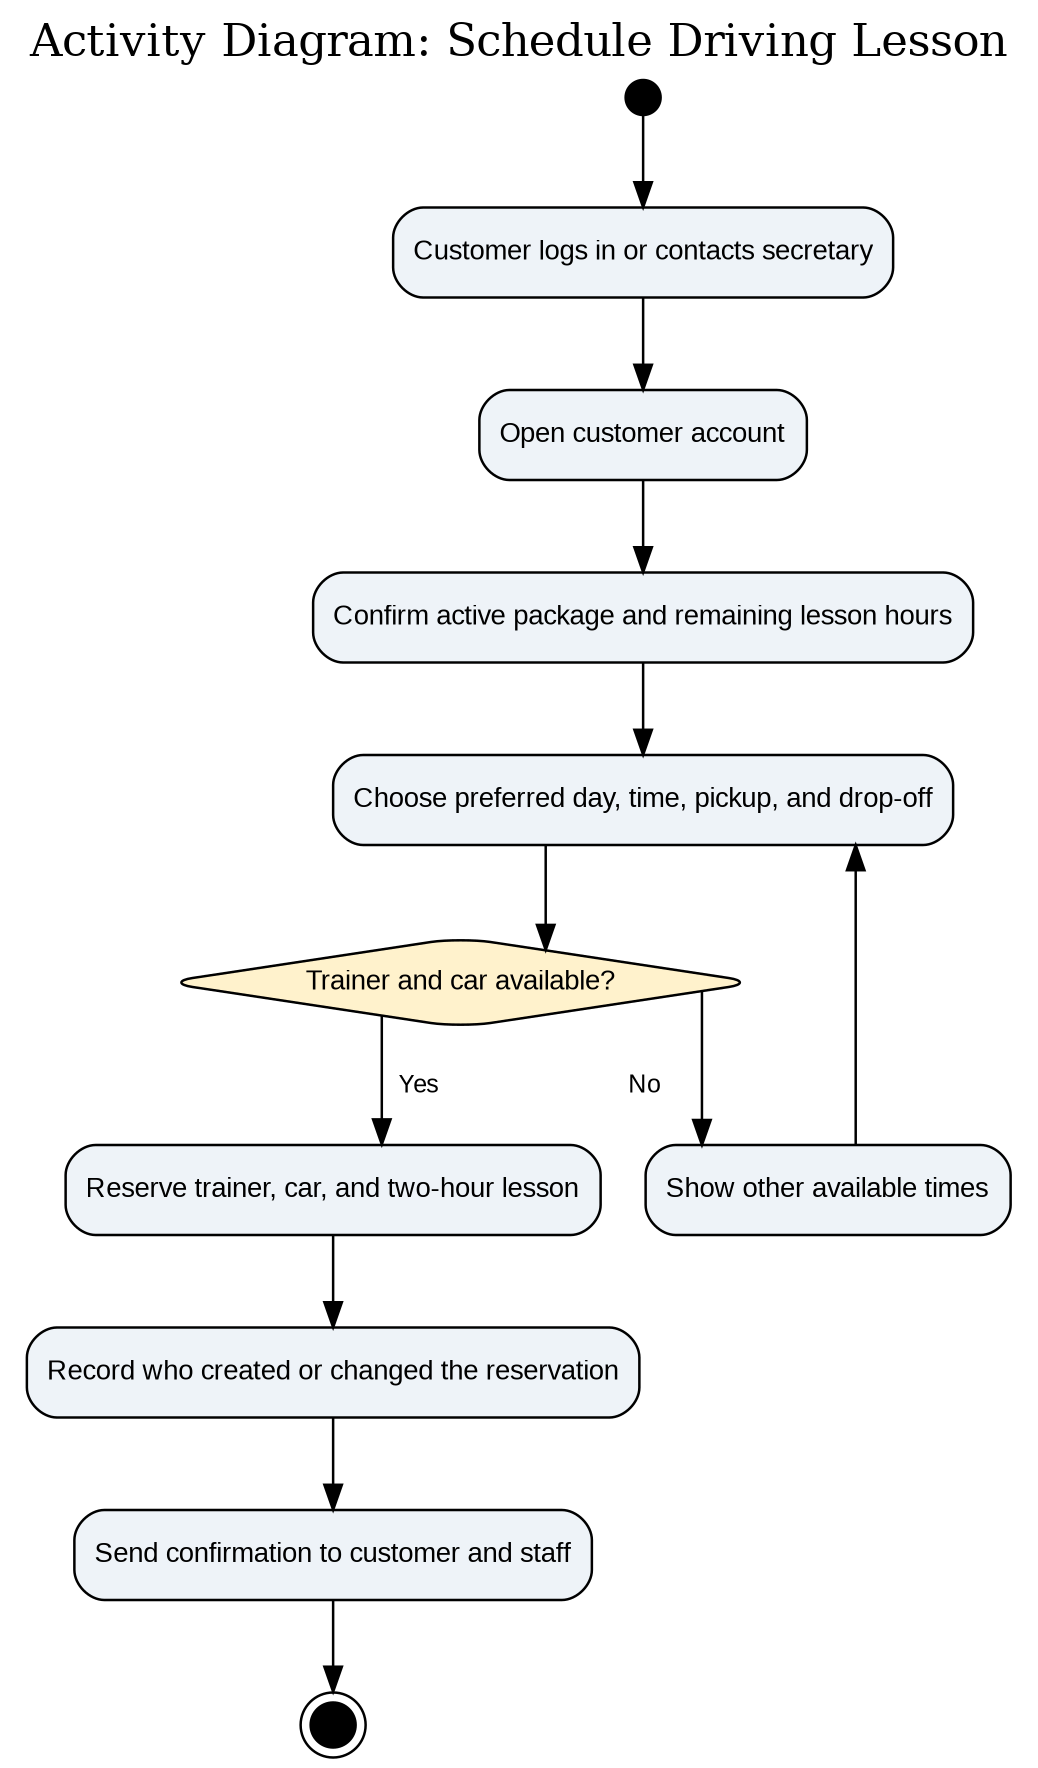 Activity Diagram: Schedule Driving Lesson
Customer logs in or contacts secretary
Open customer account
Confirm active package and remaining lesson hours
Choose preferred day, time, pickup, and drop-off
Trainer and car available?
Yes
No
Reserve trainer, car, and two-hour lesson
Show other available times
Record who created or changed the reservation
Send confirmation to customer and staff